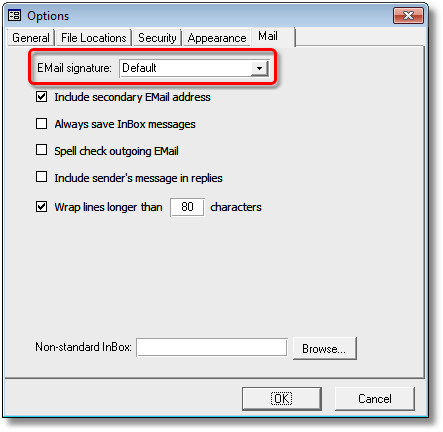 Options
General File Locations Security Appearance Mail
EMail signature: Default
Include secondary EMail address
Always save InBox messages
Spell check outgoing EMail
Include sender's message in replies
Wrap lines longer than 80 characters
Non-standard InBox: Browse...
OK Cancel